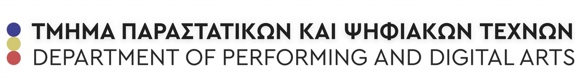 ΤΜΗΜΑ ΠΑΡΑΣΤΑΤΙΚΩΝ ΚΑΙ ΨΗΦΙΑΚΩΝ ΤΕΧΝΩΝ
DEPARTMENT OF PERFORMING AND DIGITAL ARTS